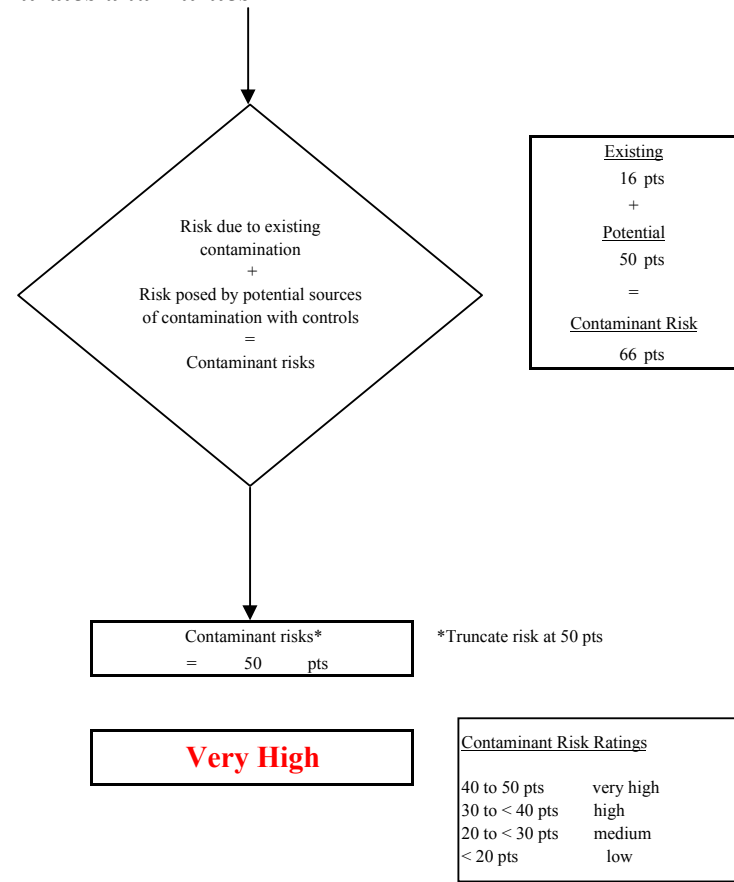 Risk due to existing
contamination
+
Risk posed by potential sources
of contamination with controls
=
Contaminant risks
Existing
16 pts
+
Potential
50 pts
=
Contaminant Risk
66 pts
Contaminant risks*
= 50 pts
*Truncate risk at 50 pts
Very High
Contaminant Risk Ratings
40 to 50 pts very high
30 to < 40 pts high
20 to < 30 pts medium
< 20 pts low